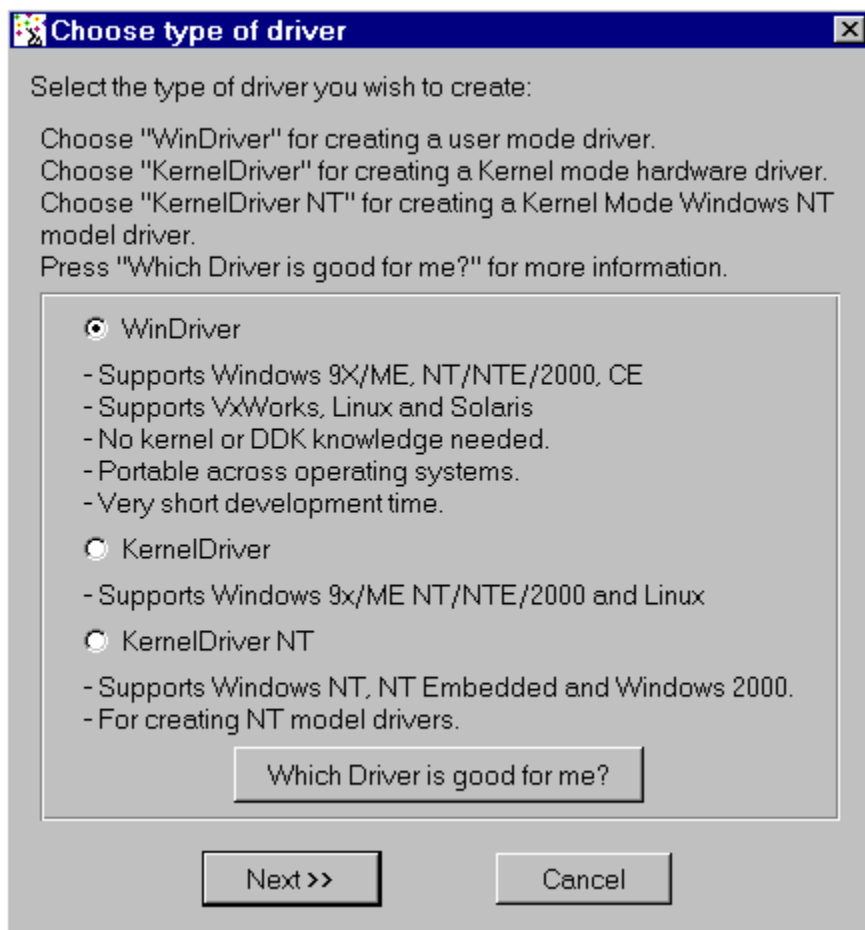 Choose type of driver
Select the type of driver you wish to create:
Choose "WinDriver" for creating a user mode driver.
Choose "KernelDriver" for creating a Kernel mode hardware driver.
Choose "KernelDriver NT" for creating a Kernel Mode Windows NT
model driver.
Press "Which Driver is good for me?" for more information.
WinDriver
- Supports Windows 9X/ME, NT/NTE/2000, CE
- Supports VxWorks, Linux and Solaris
- No kernel or DDK knowledge needed.
- Portable across operating systems.
- Very short development time.
KernelDriver
- Supports Windows 9x/ME NT/NTE/2000 and Linux
KernelDriver NT
- Supports Windows NT, NT Embedded and Windows 2000.
- For creating NT model drivers.
Which Driver is good for me?
Next >>
Cancel